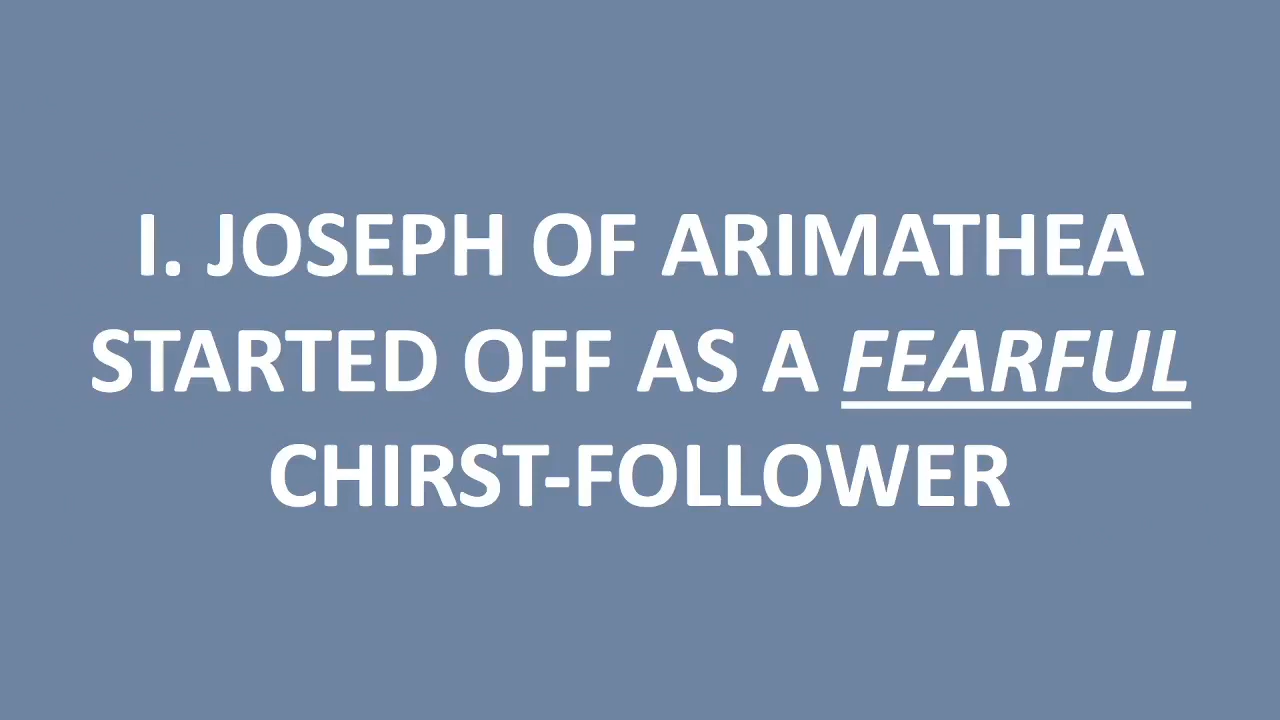 I. JOSEPH OF ARIMATHEA
STARTED OFF AS A FEARFUL
CHIRST-FOLLOWER